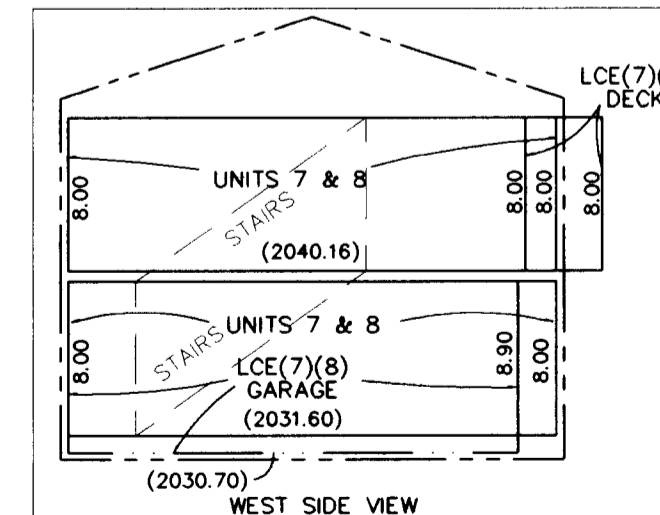 LCE(7)(
DECK
UNITS 7 & 8
8.00
8.00
8.00
8.00
STAIRS
(2040.16)
UNITS 7 & 8
8.00
STAIRS
LCE(7)(8)
GARAGE
8.90
8.00
(2031.60)
(2030.70)
WEST SIDE VIEW